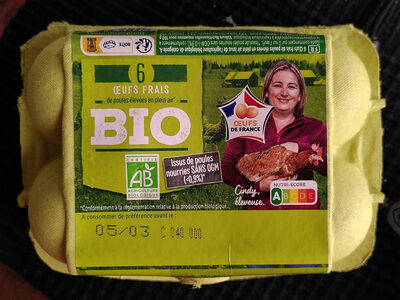 6
ŒUFS FRAIS
de poules élevées en plein air*
BIO
ŒUFS
DE FRANCE
CERTIFIÉ
AB
AGRICULTURE
BIOLOGIQUE
Issus de poules
nourries SANS OGM
(<0,9%)*
Cindy,
éleveuse.
NUTRI-SCORE
A B C D E
*Conformément à la réglementation relative à la production biologique
A consommer de préférence avant le :
05/03 C 040 000